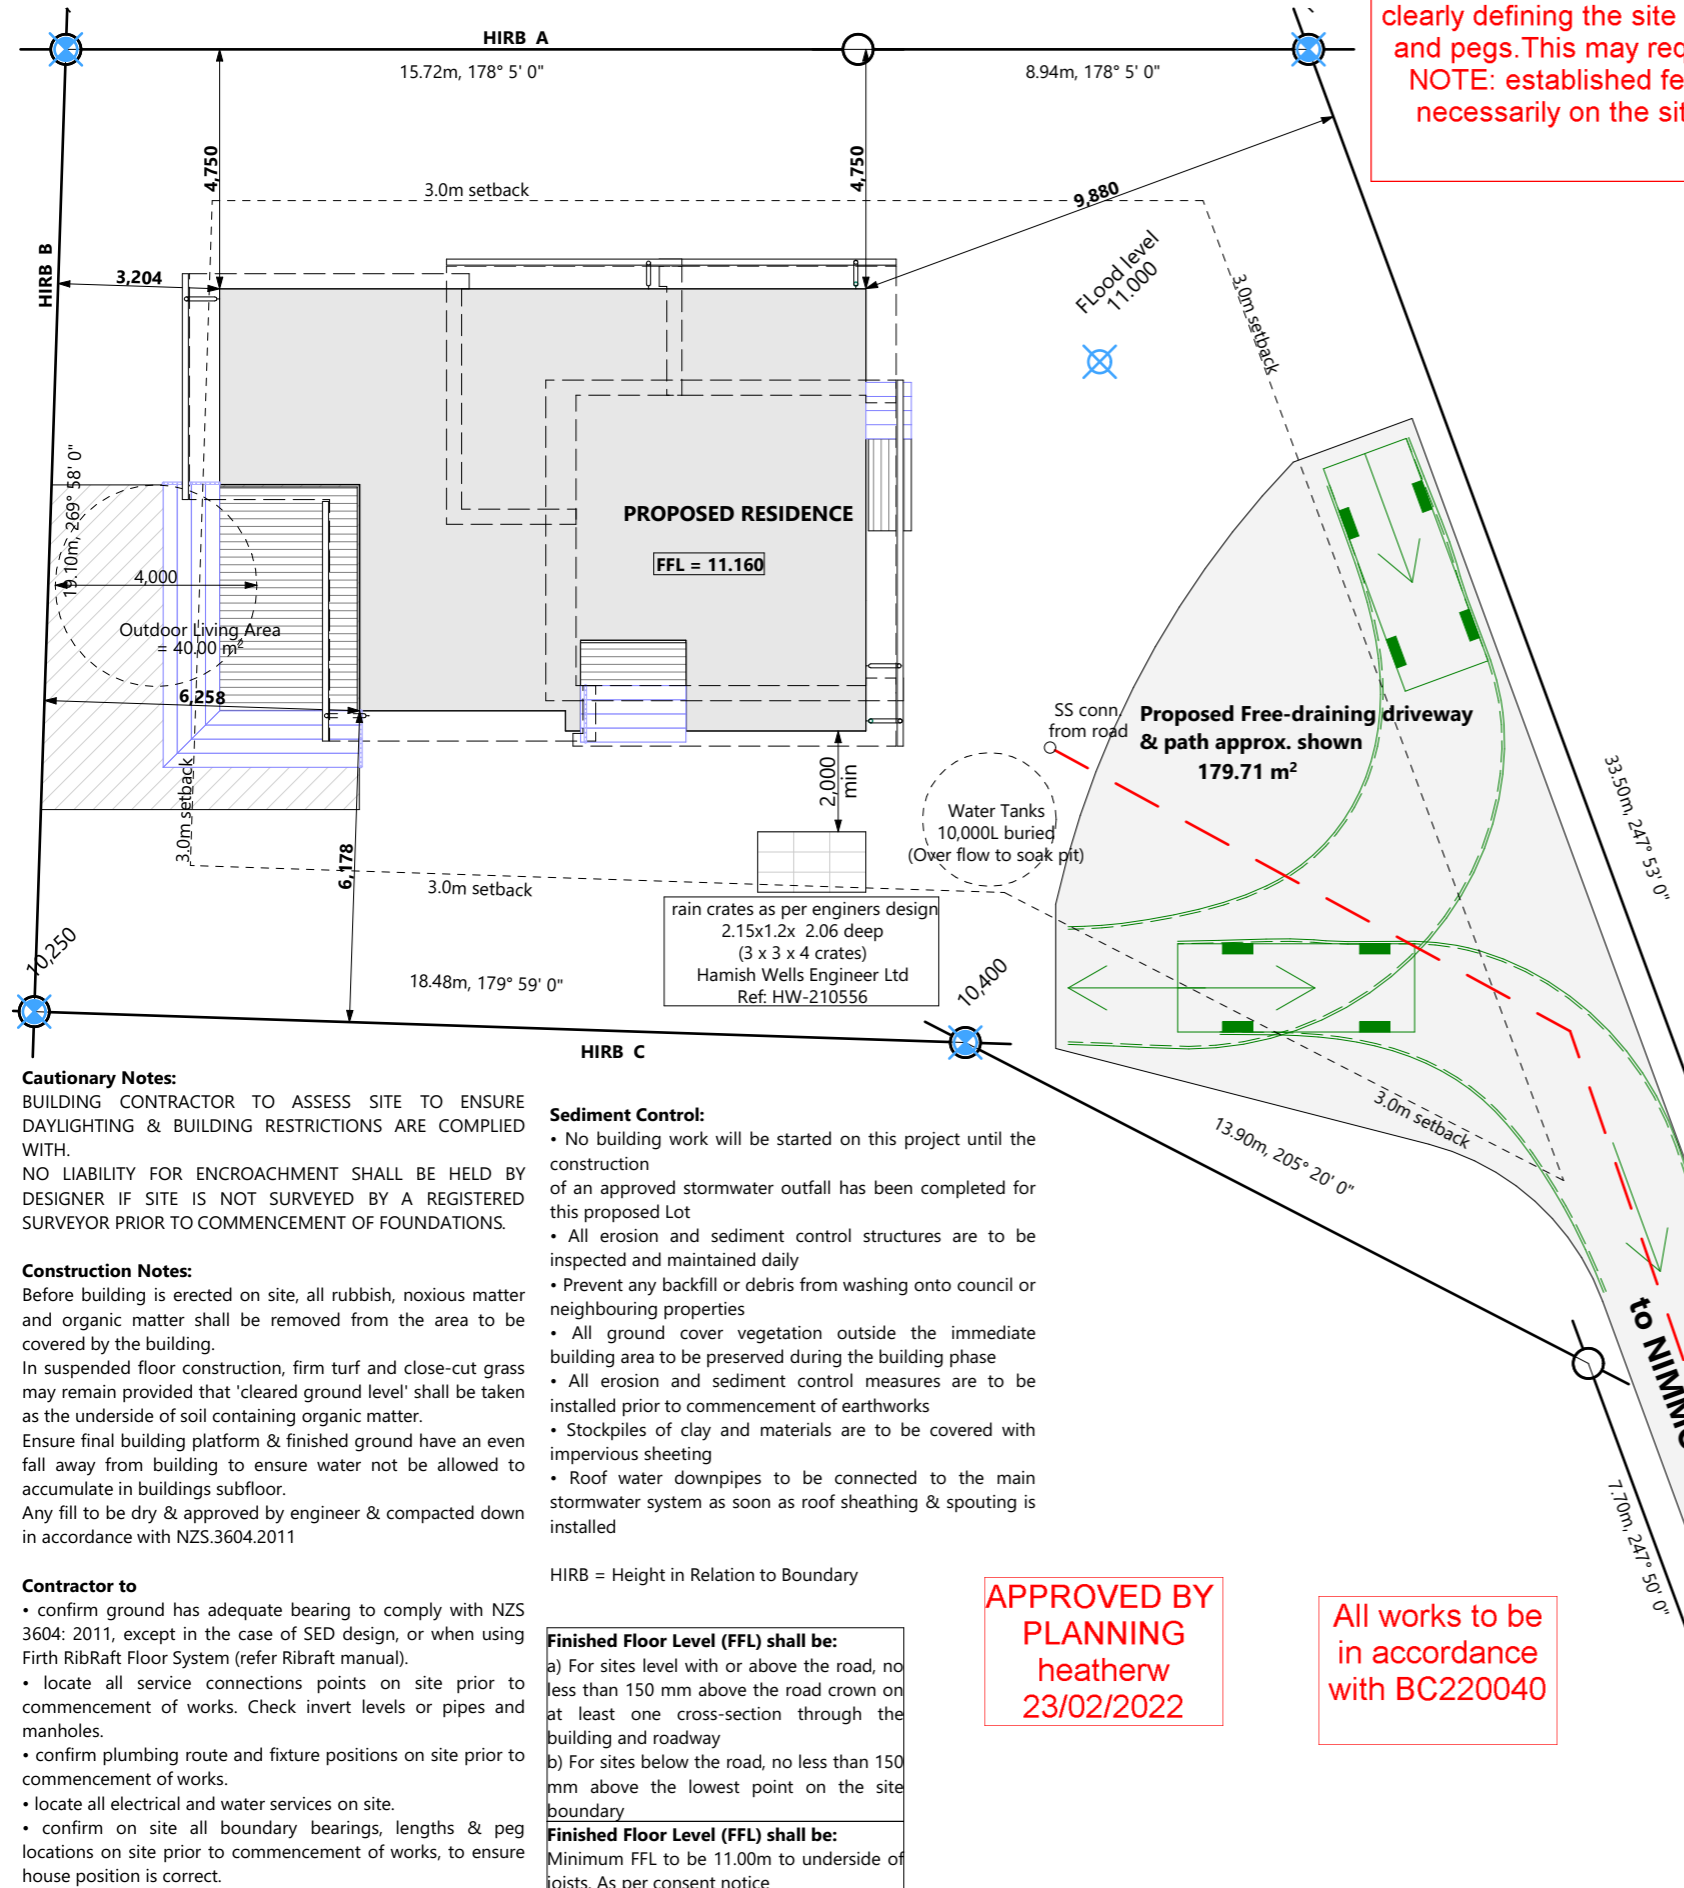 clearly defining the site
and pegs.This may req
NOTE: established fe
necessarily on the sit
HIRB A
15.72m, 178° 5' 0"
8.94m, 178° 5' 0"
4,750
4,750
3.0m setback
9,880
HIRB B
3,204
FLood level
11.000
3.0m setback
19.10m, 269° 58' 0"
PROPOSED RESIDENCE
FFL = 11.160
4,000
Outdoor Living Area
= 40.00 m²
6,258
SS conn.
from road
Proposed Free-draining driveway
& path approx. shown
179.71 m²
2,000
min
3.0m setback
Water Tanks
10,000L buried
(Over flow to soak pit)
33.50m, 247° 53' 0"
6,178
3.0m setback
rain crates as per enginers design
2.15x1.2x 2.06 deep
(3 x 3 x 4 crates)
Hamish Wells Engineer Ltd
Ref: HW-210556
10,250
18.48m, 179° 59' 0"
10,400
HIRB C
3.0m setback
13.90m, 205° 20' 0"
to NIMMO
7.70m, 247° 50' 0"
Cautionary Notes:
BUILDING CONTRACTOR TO ASSESS SITE TO ENSURE
DAYLIGHTING & BUILDING RESTRICTIONS ARE COMPLIED
WITH.
NO LIABILITY FOR ENCROACHMENT SHALL BE HELD BY
DESIGNER IF SITE IS NOT SURVEYED BY A REGISTERED
SURVEYOR PRIOR TO COMMENCEMENT OF FOUNDATIONS.
Construction Notes:
Before building is erected on site, all rubbish, noxious matter
and organic matter shall be removed from the area to be
covered by the building.
In suspended floor construction, firm turf and close-cut grass
may remain provided that 'cleared ground level' shall be taken
as the underside of soil containing organic matter.
Ensure final building platform & finished ground have an even
fall away from building to ensure water not be allowed to
accumulate in buildings subfloor.
Any fill to be dry & approved by engineer & compacted down
in accordance with NZS.3604.2011
Contractor to
• confirm ground has adequate bearing to comply with NZS
3604: 2011, except in the case of SED design, or when using
Firth RibRaft Floor System (refer Ribraft manual).
• locate all service connections points on site prior to
commencement of works. Check invert levels or pipes and
manholes.
• confirm plumbing route and fixture positions on site prior to
commencement of works.
• locate all electrical and water services on site.
• confirm on site all boundary bearings, lengths & peg
locations on site prior to commencement of works, to ensure
house position is correct.
Sediment Control:
• No building work will be started on this project until the
construction
of an approved stormwater outfall has been completed for
this proposed Lot
• All erosion and sediment control structures are to be
inspected and maintained daily
• Prevent any backfill or debris from washing onto council or
neighbouring properties
• All ground cover vegetation outside the immediate
building area to be preserved during the building phase
• All erosion and sediment control measures are to be
installed prior to commencement of earthworks
• Stockpiles of clay and materials are to be covered with
impervious sheeting
• Roof water downpipes to be connected to the main
stormwater system as soon as roof sheathing & spouting is
installed
HIRB = Height in Relation to Boundary
Finished Floor Level (FFL) shall be:
a) For sites level with or above the road, no
less than 150 mm above the road crown on
at least one cross-section through the
building and roadway
b) For sites below the road, no less than 150
mm above the lowest point on the site
boundary
Finished Floor Level (FFL) shall be:
Minimum FFL to be 11.00m to underside of
joists. As per consent notice
APPROVED BY
PLANNING
heatherw
23/02/2022
All works to be
in accordance
with BC220040